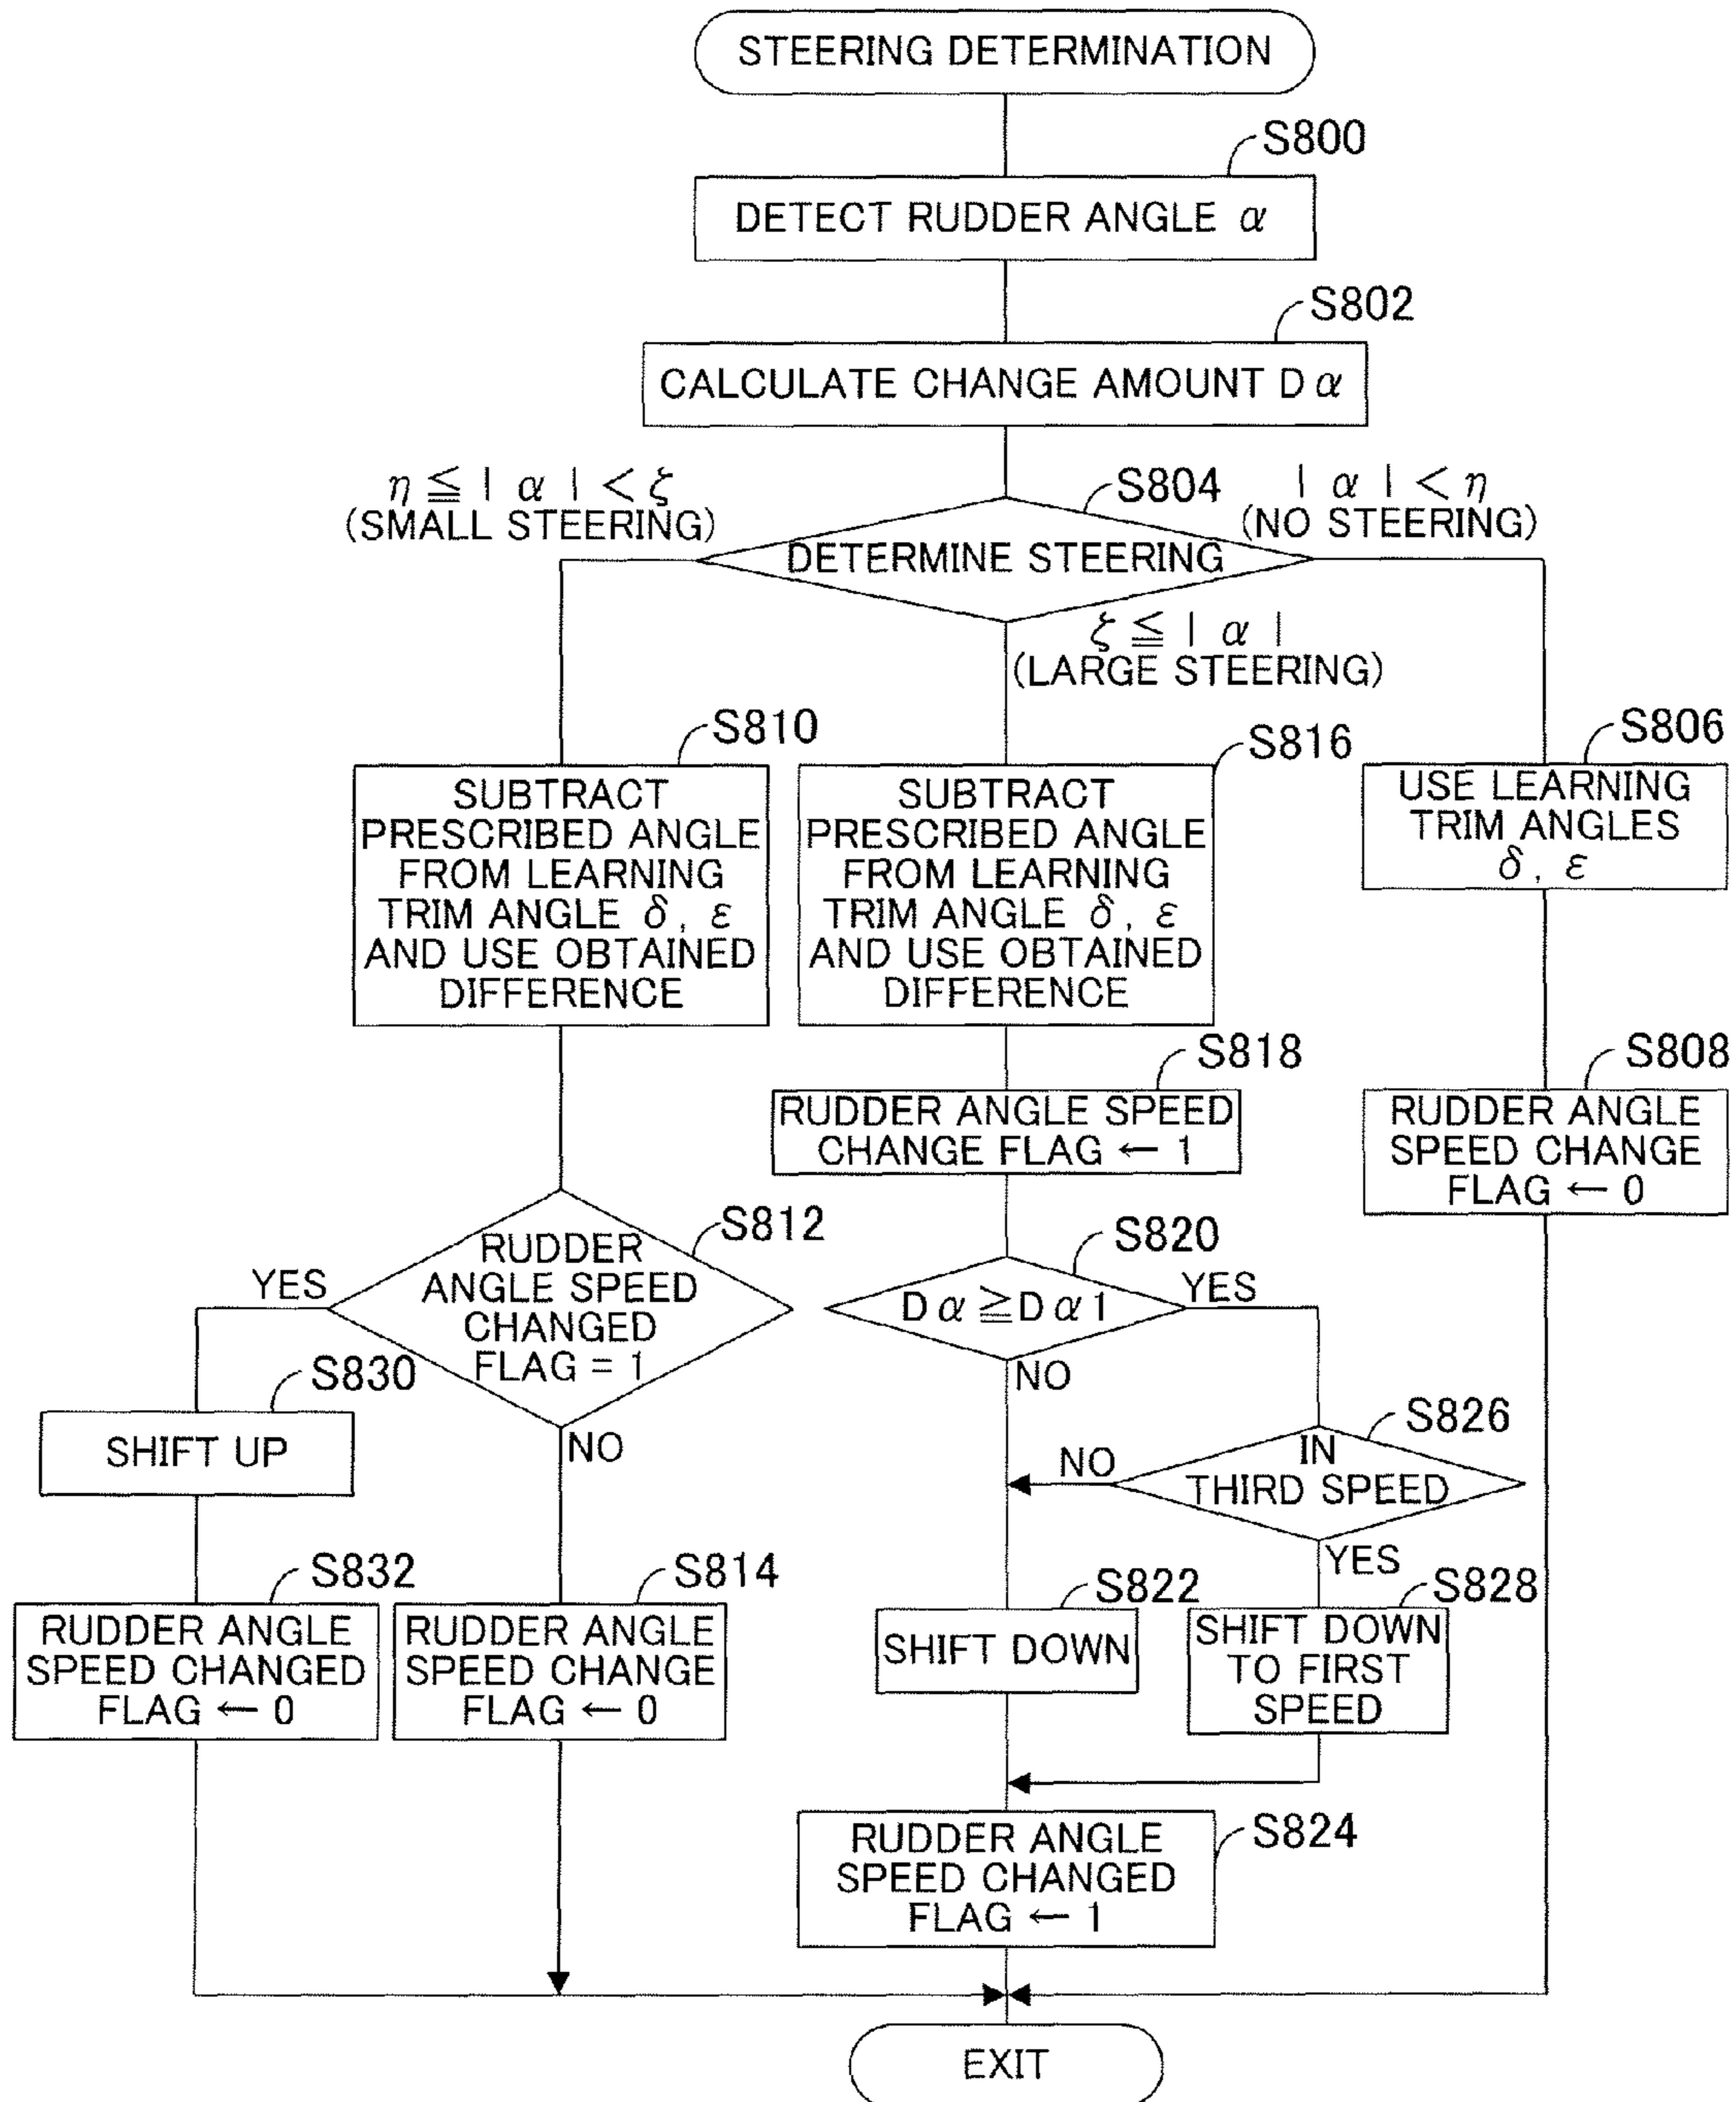 STEERING DETERMINATION
S800
DETECT RUDDER ANGLE α
S802
CALCULATE CHANGE AMOUNT Dα
η ≦ | α | < ζ
(SMALL STEERING)
S804
| α | < η
(NO STEERING)
DETERMINE STEERING
ζ ≦ | α |
(LARGE STEERING)
S810
SUBTRACT
PRESCRIBED ANGLE
FROM LEARNING
TRIM ANGLE δ, ε
AND USE OBTAINED
DIFFERENCE
S816
SUBTRACT
PRESCRIBED ANGLE
FROM LEARNING
TRIM ANGLE δ, ε
AND USE OBTAINED
DIFFERENCE
S806
USE LEARNING
TRIM ANGLES
δ, ε
S818
RUDDER ANGLE SPEED
CHANGE FLAG ← 1
S808
RUDDER ANGLE
SPEED CHANGE
FLAG ← 0
S812
RUDDER
ANGLE SPEED
CHANGED
FLAG = 1
YES
NO
S820
Dα≧Dα1
YES
NO
S830
SHIFT UP
S826
IN
THIRD SPEED
NO
YES
S832
RUDDER ANGLE
SPEED CHANGED
FLAG ← 0
S814
RUDDER ANGLE
SPEED CHANGE
FLAG ← 0
S822
SHIFT DOWN
S828
SHIFT DOWN
TO FIRST
SPEED
S824
RUDDER ANGLE
SPEED CHANGED
FLAG ← 1
EXIT